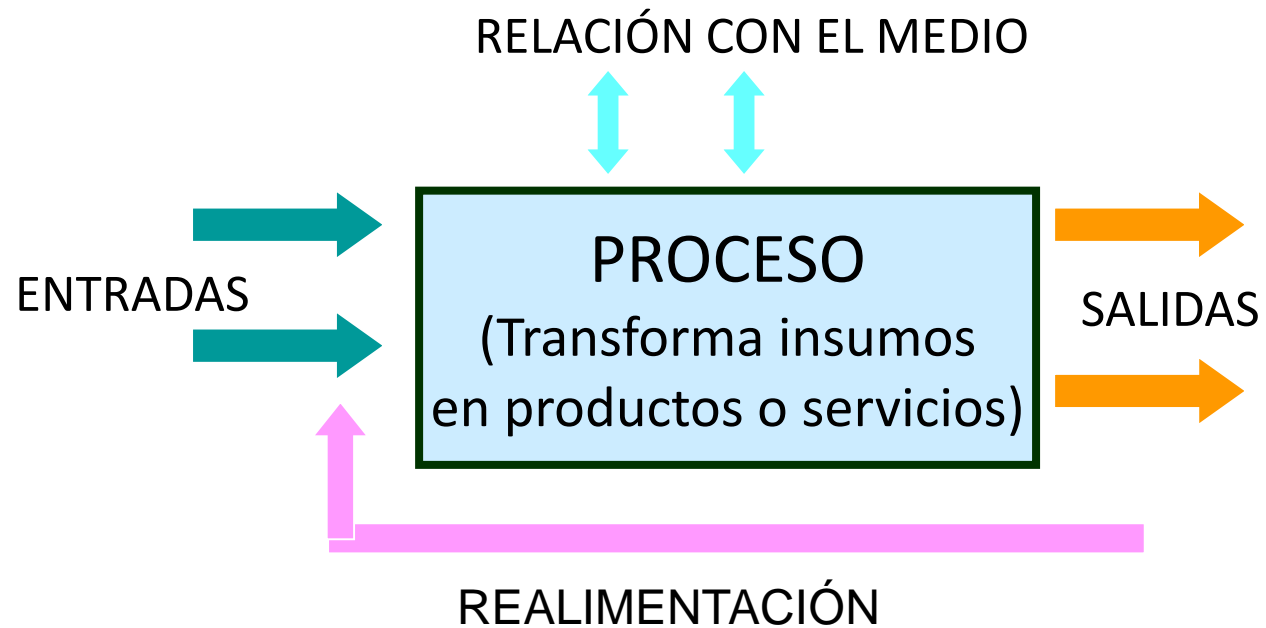 RELACIÓN CON EL MEDIO
ENTRADAS
PROCESO
(Transforma insumos
en productos o servicios)
SALIDAS
REALIMENTACIÓN